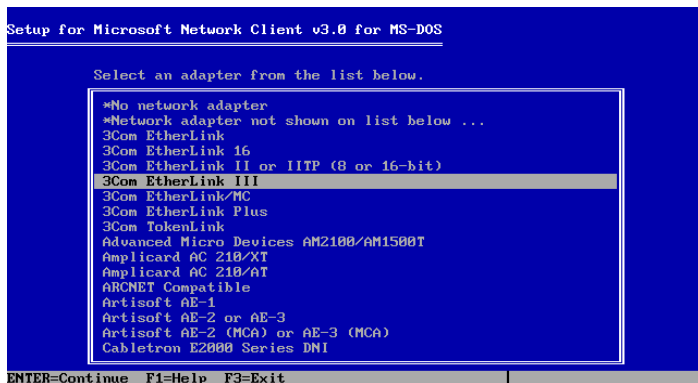 Setup for Microsoft Network Client v3.0 for MS-DOS
Select an adapter from the list below.
*No network adapter
*Network adapter not shown on list below ...
3Com EtherLink
3Com EtherLink 16
3Com EtherLink II or IITP (8 or 16-bit)
3Com EtherLink III
3Com EtherLink/MC
3Com EtherLink Plus
3Com TokenLink
Advanced Micro Devices AM2100/AM1500T
Amplicard AC 210/XT
Amplicard AC 210/AT
ARCNET Compatible
Artisoft AE-1
Artisoft AE-2 or AE-3
Artisoft AE-2 (MCA) or AE-3 (MCA)
Cabletron E2000 Series DNI
ENTER=Continue F1=Help F3=Exit